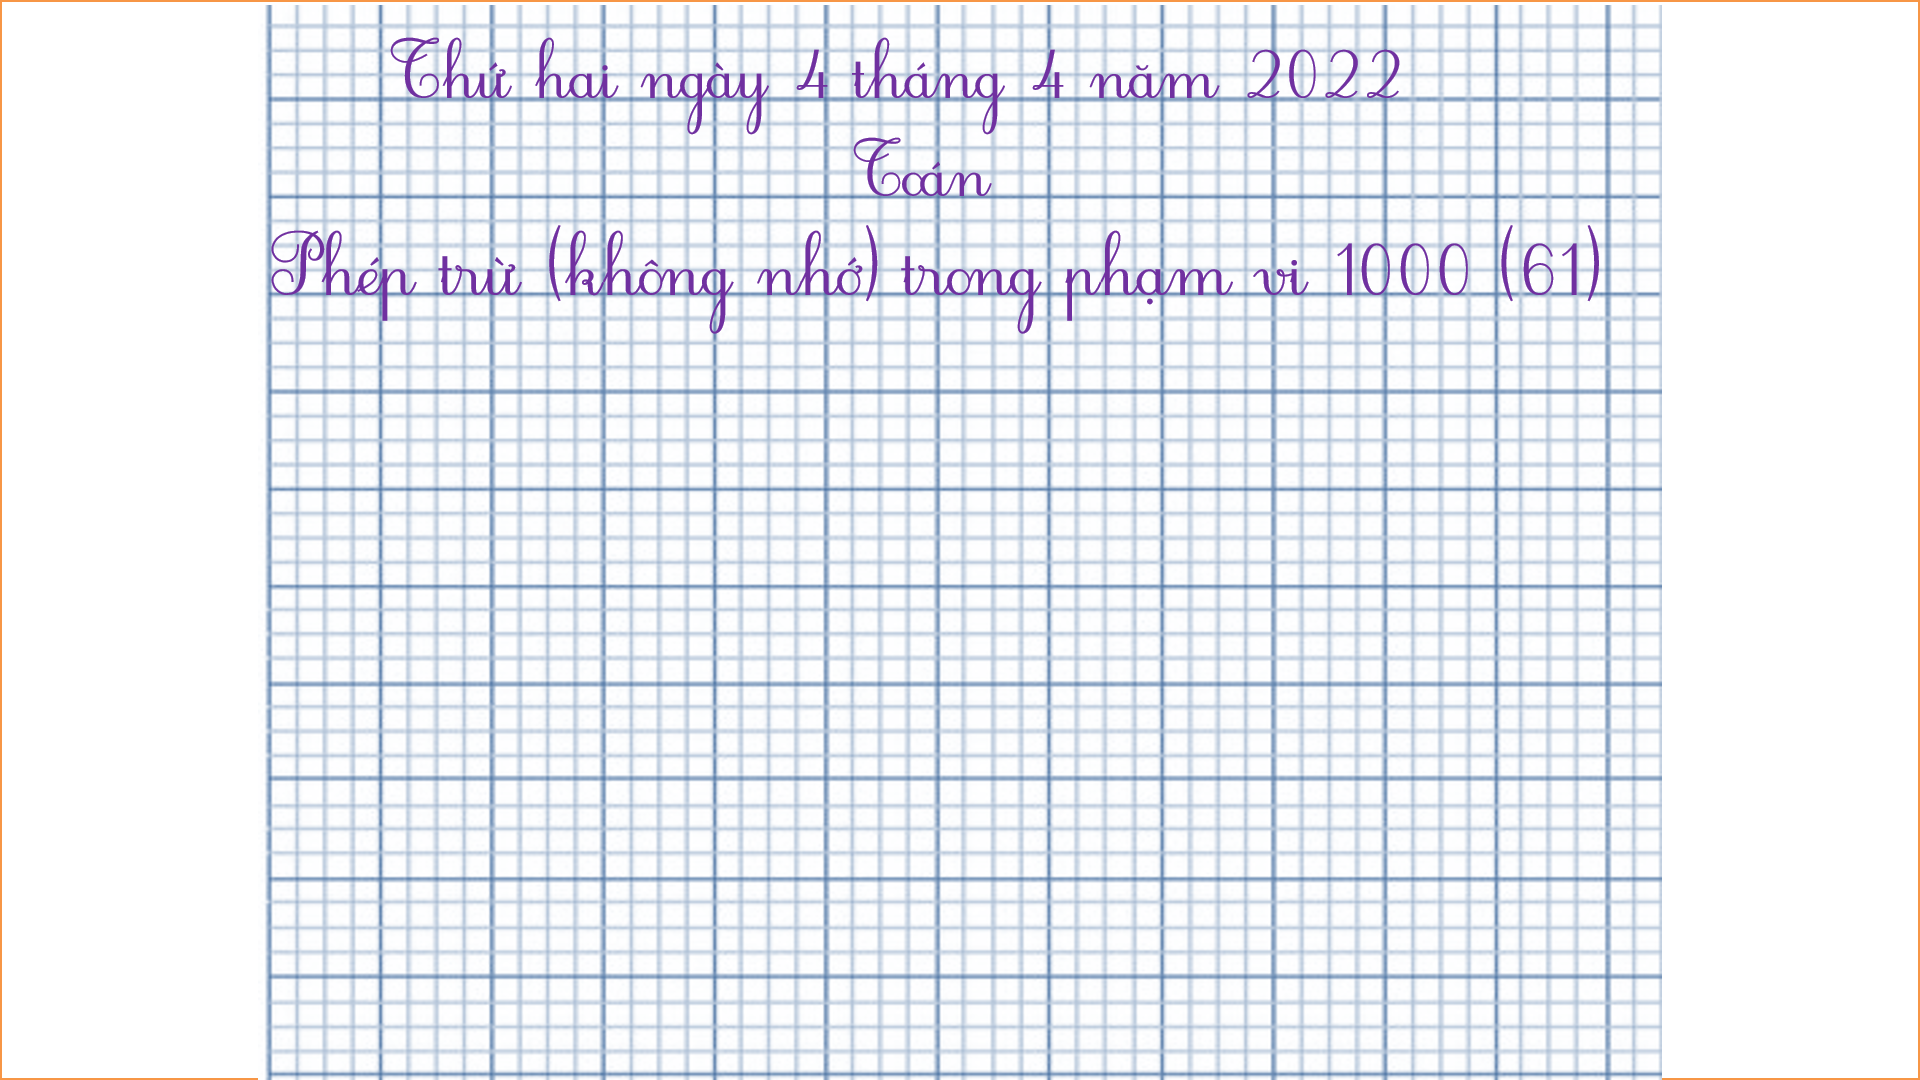 Thứ hai ngày 4 tháng 4 năm 2022
Toán
Phép trừ (không nhớ) trong phạm vi 1000 (61)